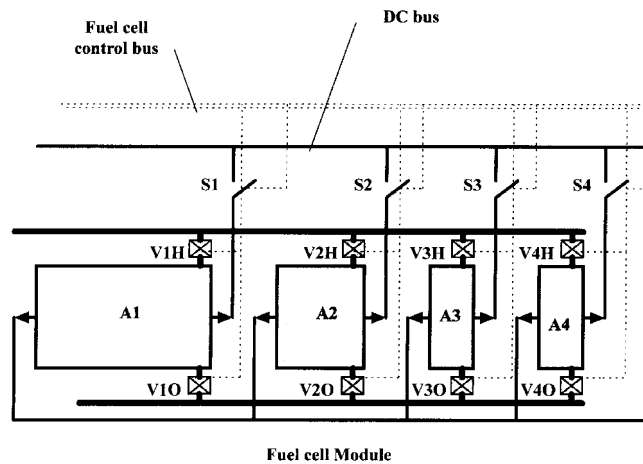 Fuel cell
control bus
DC bus
S1
S2
S3
S4
V1H
V2H
V3H
V4H
A1
A2
A3
A4
V1O
V2O
V3O
V4O
Fuel cell Module